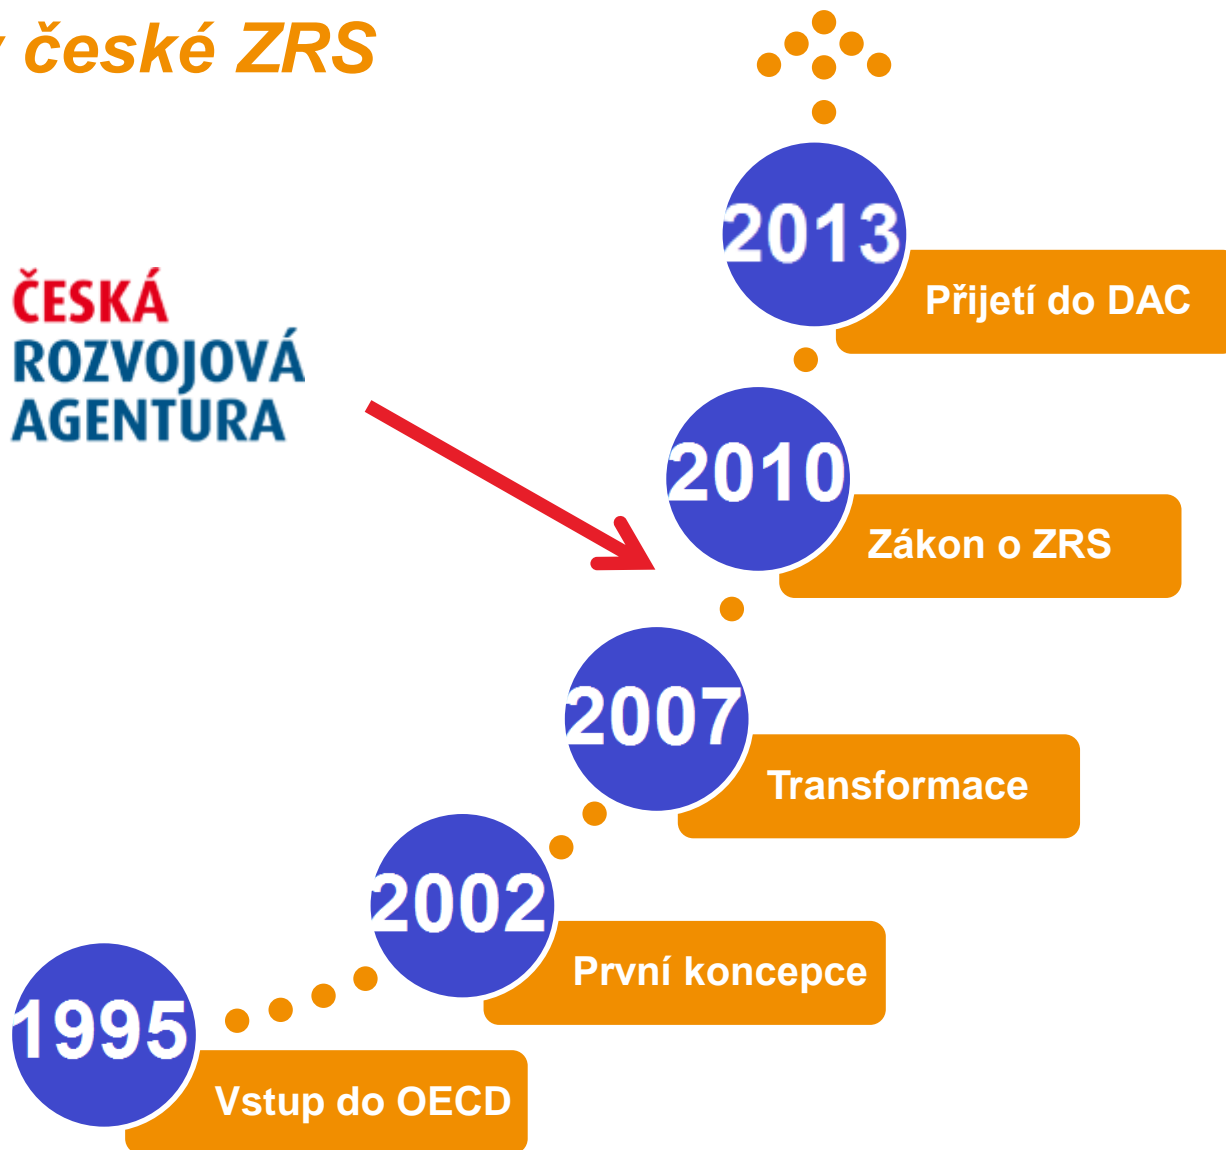 české ZRS
2013
Přijetí do DAC
ČESKÁ
ROZVOJOVÁ
AGENTURA
2010
Zákon o ZRS
2007
Transformace
2002
První koncepce
1995
Vstup do OECD